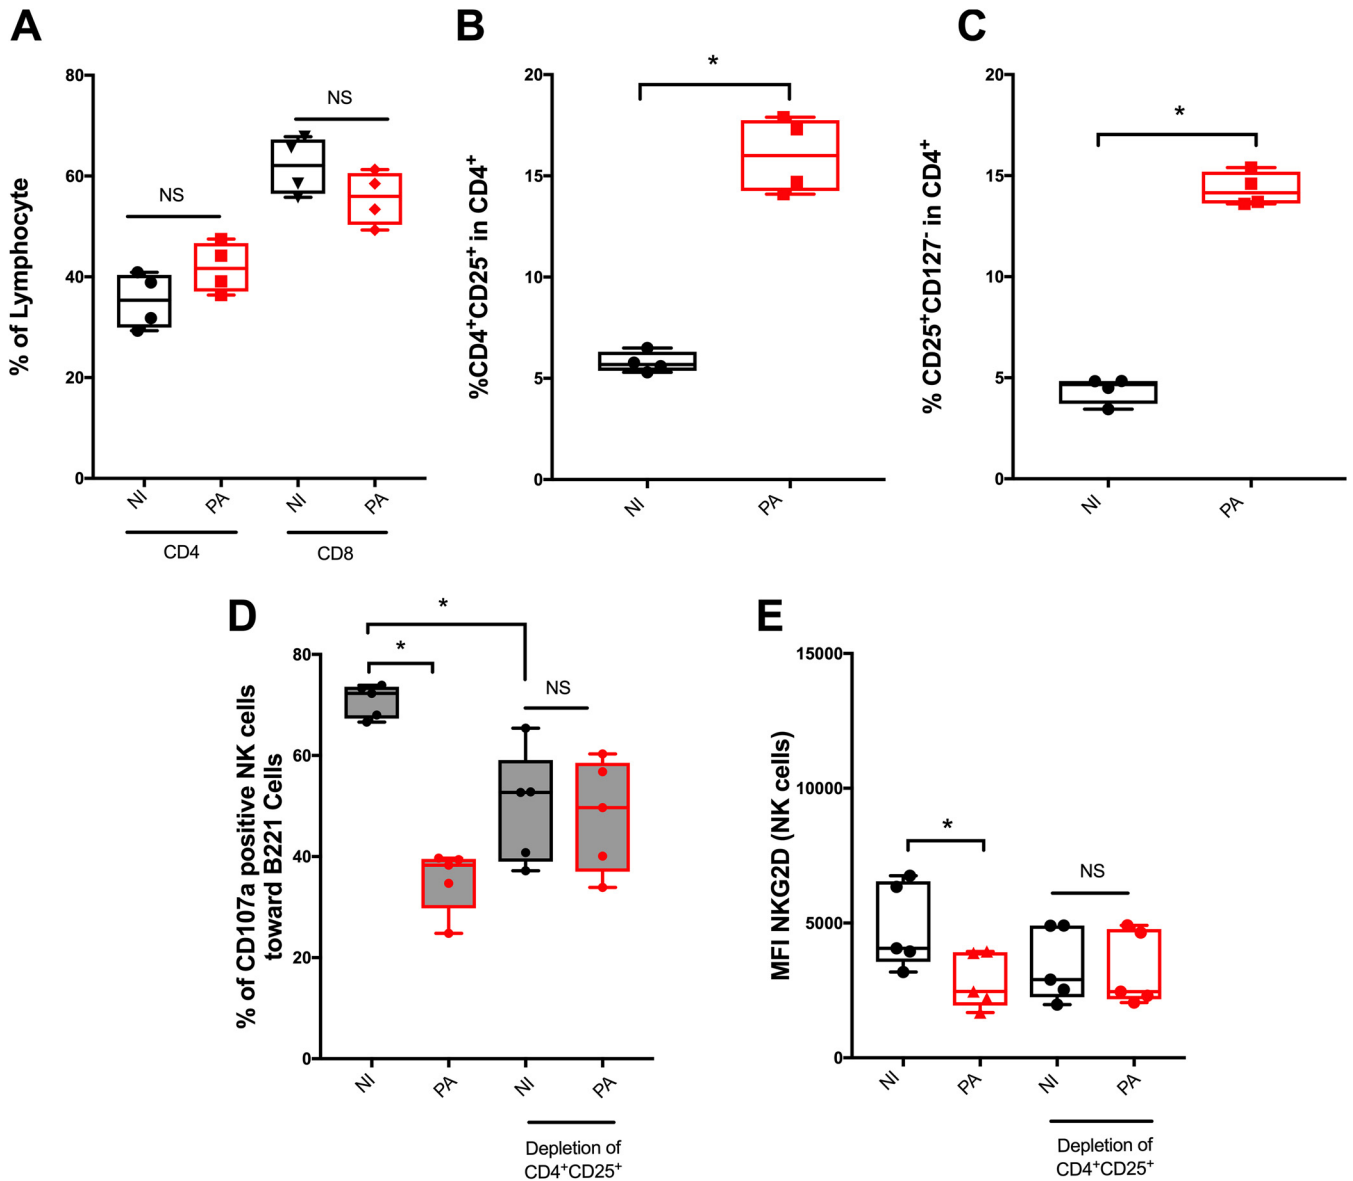 A
B
C
% of Lymphocyte
80
60
40
20
0
NS
NS
NI
PA
NI
PA
CD4
CD8
%CD4⁺CD25⁺ in CD4⁺
20
15
10
5
0
*
NI
PA
% CD25⁺CD127⁻ in CD4⁺
20
15
10
5
0
*
NI
PA
D
E
% of CD107a positive NK cells
toward B221 Cells
80
60
40
20
0
*
*
NS
NI
PA
NI
PA
Depletion of
CD4⁺CD25⁺
MFI NKG2D (NK cells)
15000
10000
5000
0
*
NS
NI
PA
NI
PA
Depletion of
CD4⁺CD25⁺